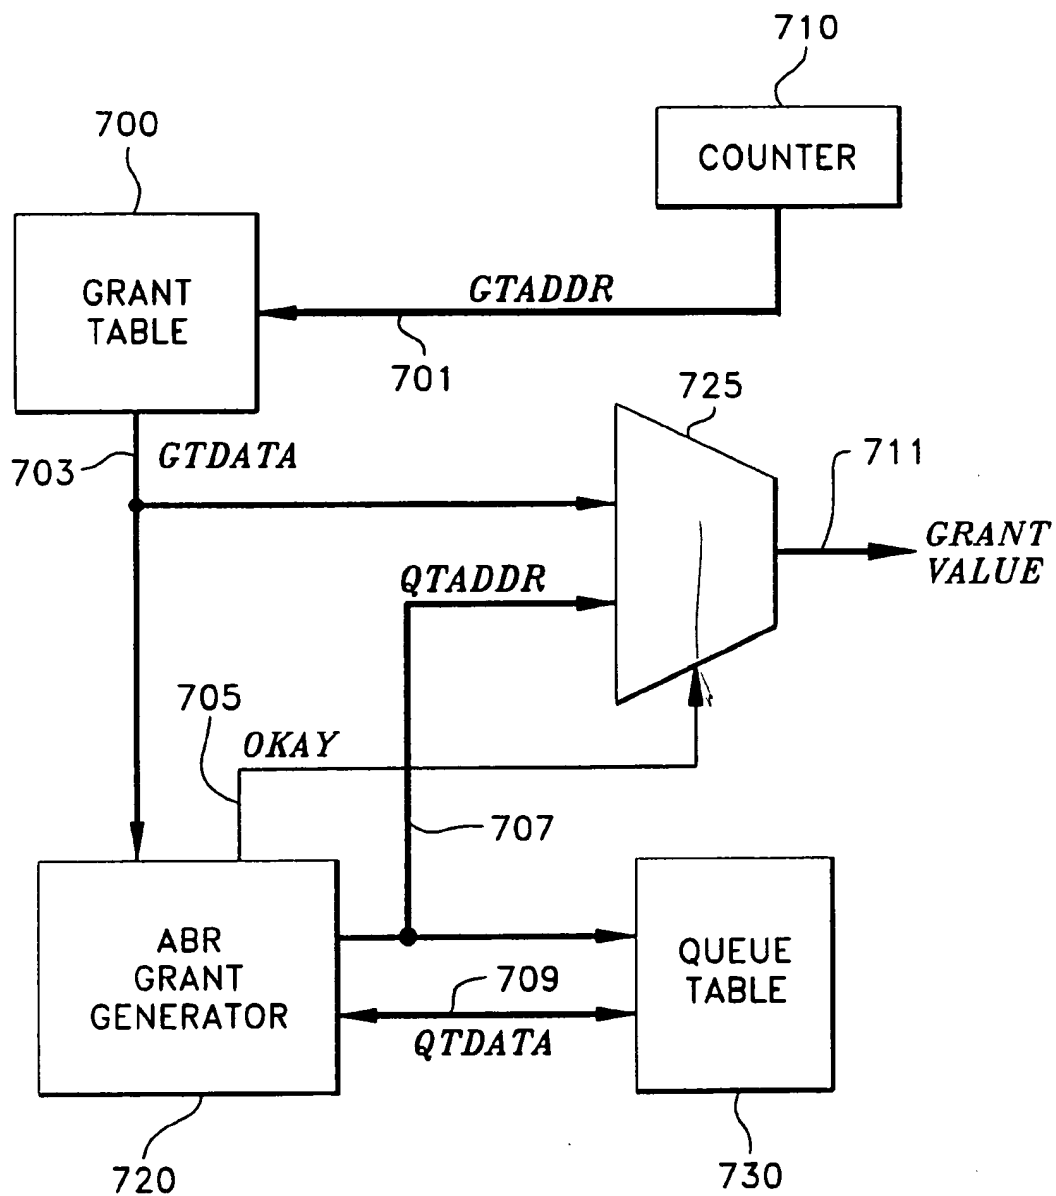 710
COUNTER
700
GRANT
TABLE
GTADDR
701
725
703
GTDATA
711
GRANT
VALUE
QTADDR
705
OKAY
707
ABR
GRANT
GENERATOR
QUEUE
TABLE
709
QTDATA
720
730